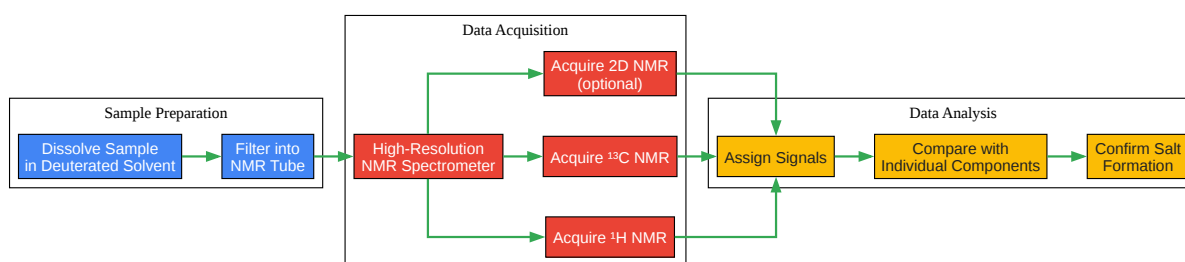 Sample Preparation
Dissolve Sample
in Deuterated Solvent
Filter into
NMR Tube
Data Acquisition
High-Resolution
NMR Spectrometer
Acquire 2D NMR
(optional)
Acquire ¹³C NMR
Acquire ¹H NMR
Data Analysis
Assign Signals
Compare with
Individual Components
Confirm Salt
Formation